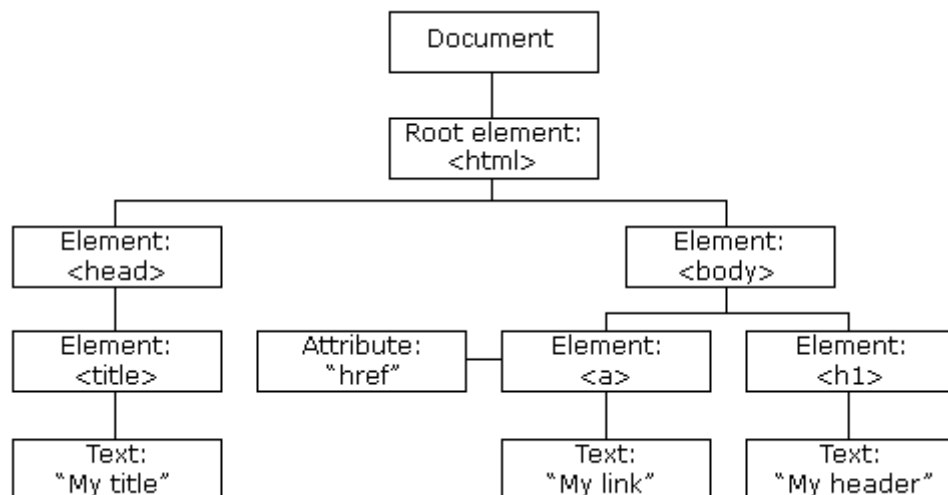 Document
Root element:
<html>
Element:
<head>
Element:
<body>
Element:
<title>
Attribute:
“href”
Element:
<a>
Element:
<h1>
Text:
“My title”
Text:
“My link”
Text:
“My header”